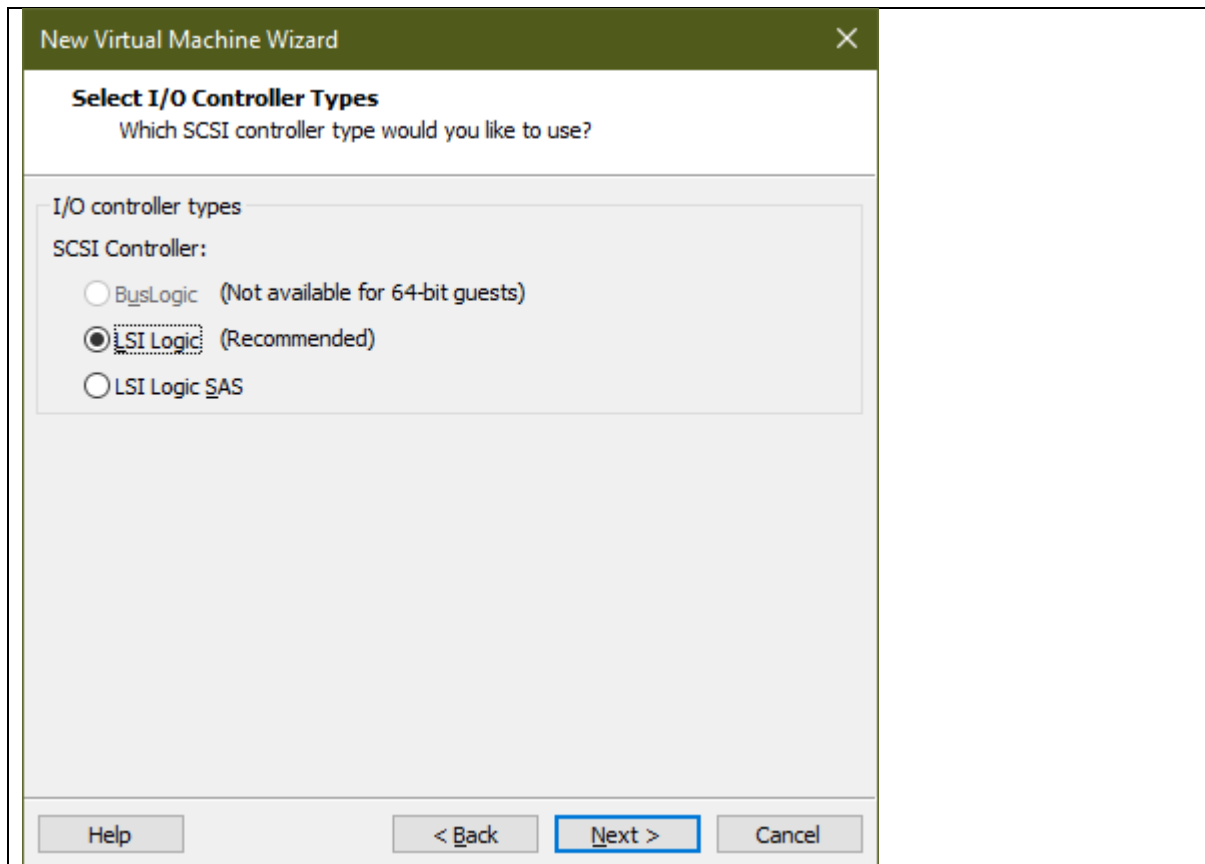 New Virtual Machine Wizard
Select I/O Controller Types
Which SCSI controller type would you like to use?
I/O controller types
SCSI Controller:
BusLogic (Not available for 64-bit guests)
LSI Logic (Recommended)
LSI Logic SAS
Help < Back Next > Cancel